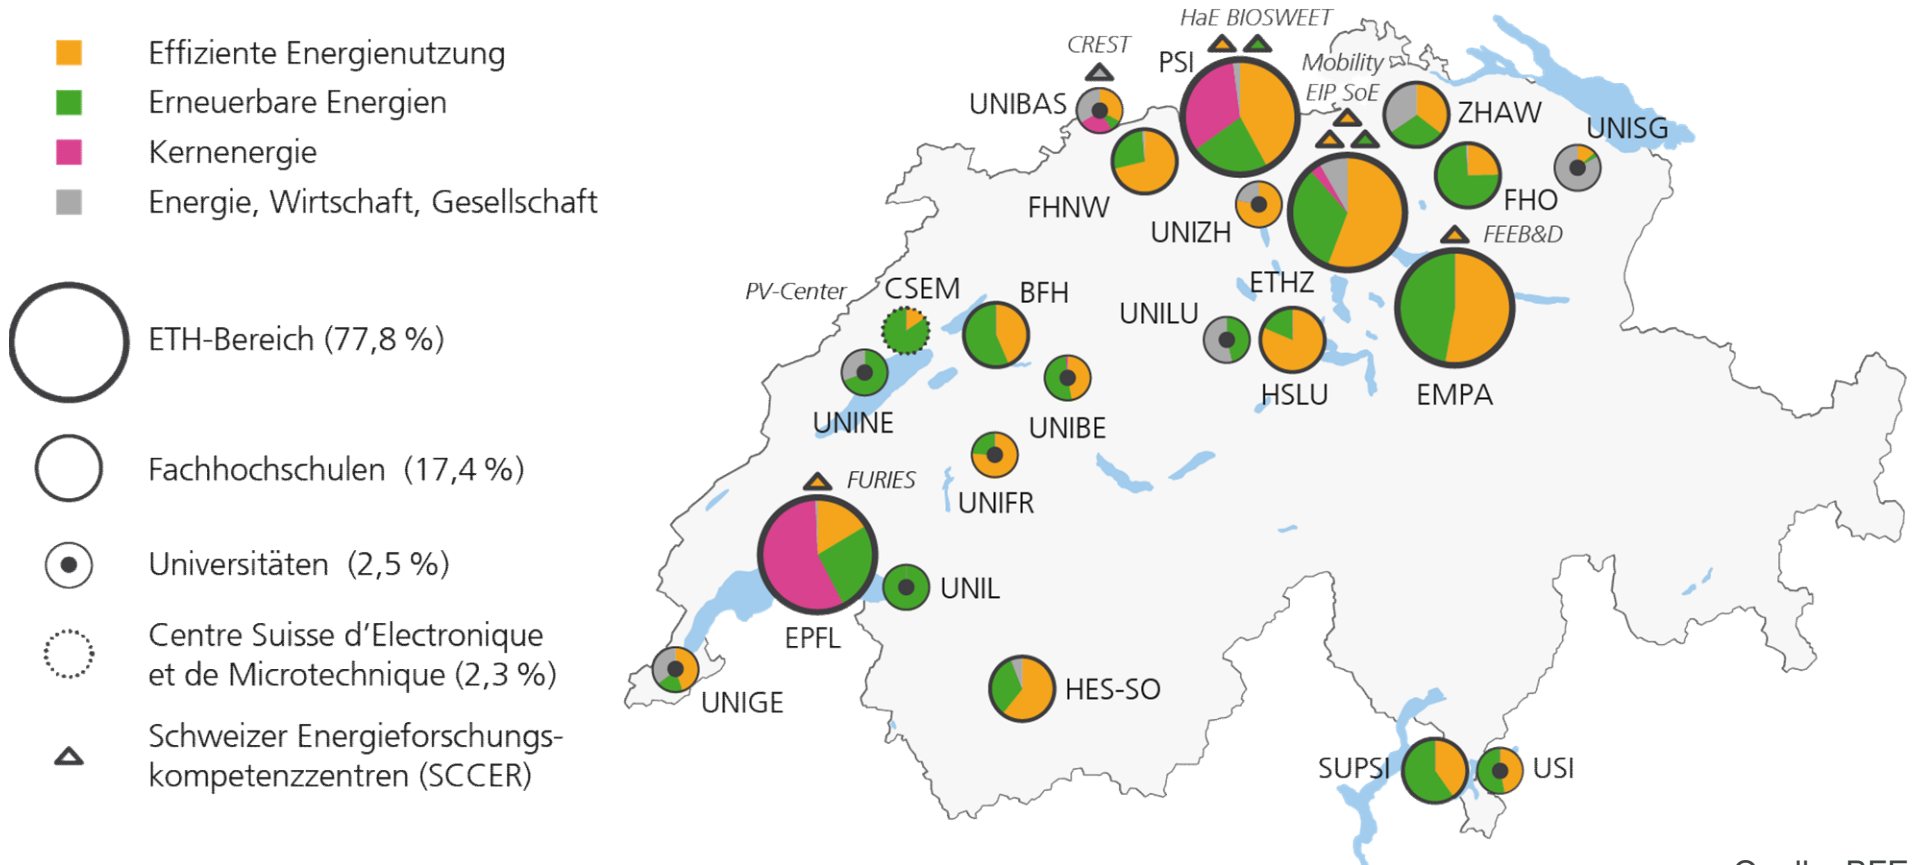 Effiziente Energienutzung
Erneuerbare Energien
Kernenergie
Energie, Wirtschaft, Gesellschaft
ETH-Bereich (77,8 %)
Fachhochschulen (17,4 %)
Universitäten (2,5 %)
Centre Suisse d'Electronique
et de Microtechnique (2,3 %)
Schweizer Energieforschungs-
kompetenzzentren (SCCER)
HaE BIOSWEET
CREST
PSI
Mobility
EIP SoE
UNIBAS
ZHAW
UNISG
FHNW
FHO
UNIZH
FEEB&D
ETHZ
PV-Center
CSEM
BFH
UNILU
HSLU
EMPA
UNINE
UNIBE
FURIES
UNIFR
UNIL
EPFL
UNIGE
HES-SO
SUPSI
USI